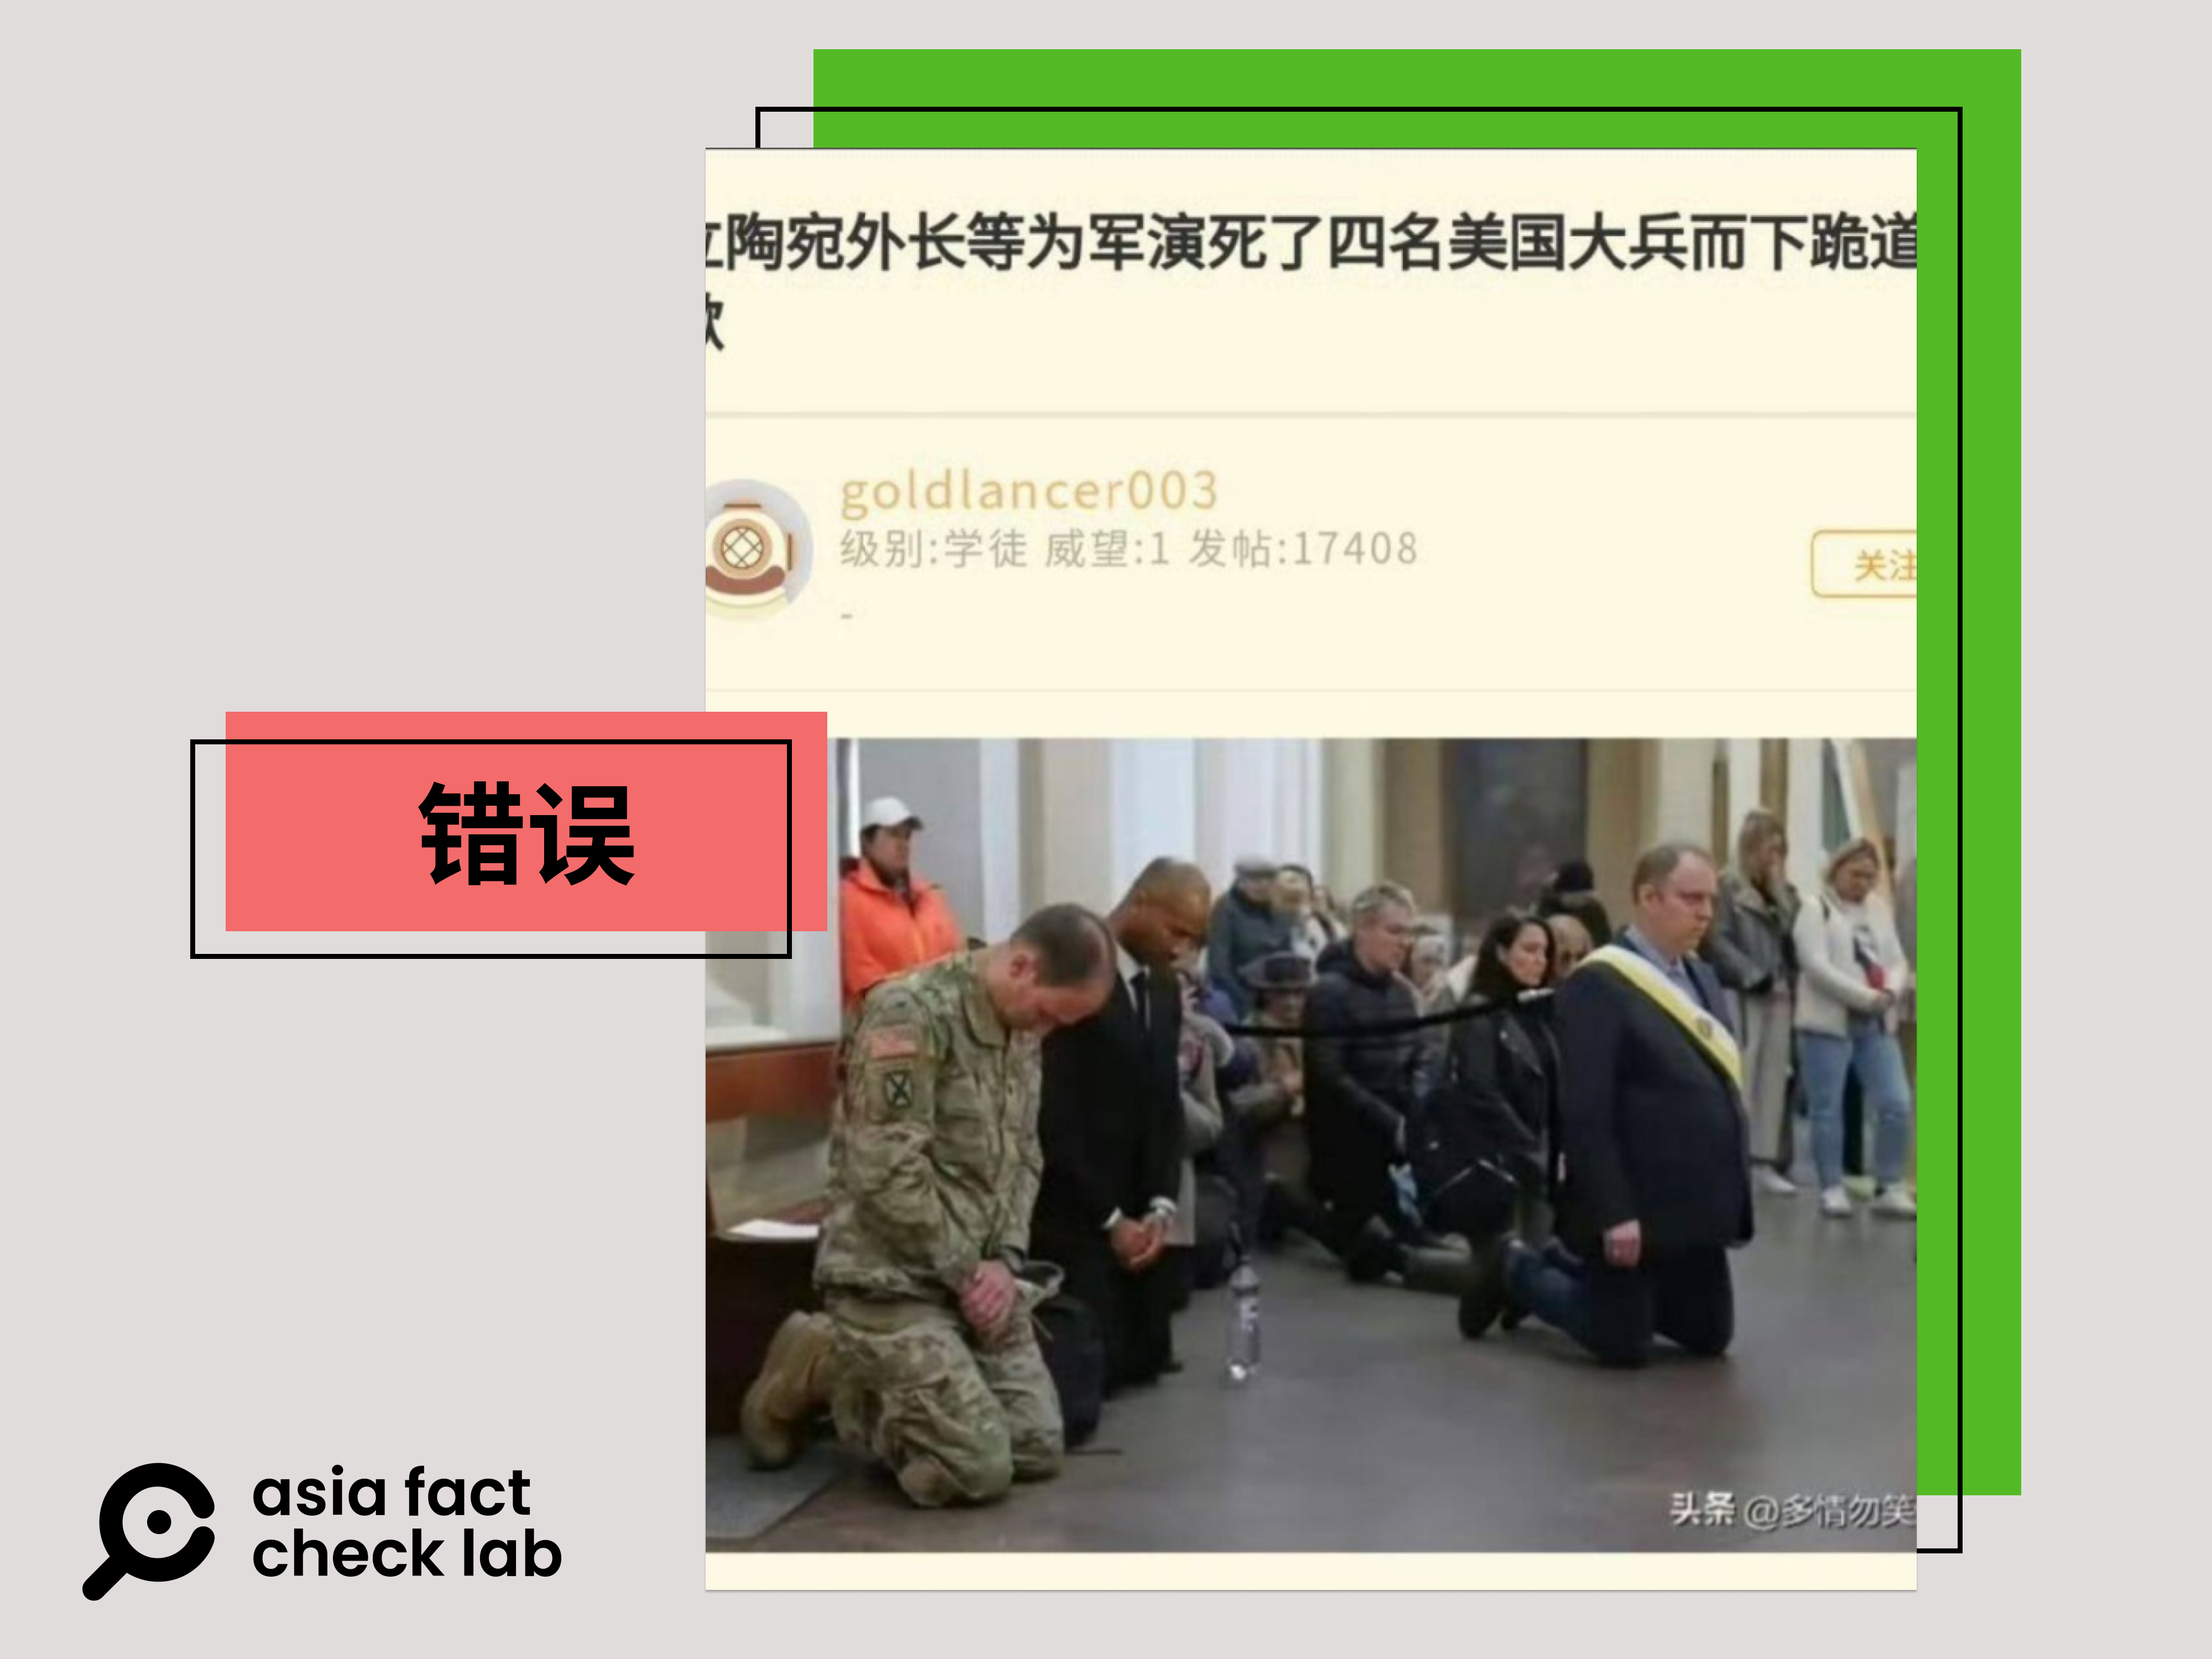 陶宛外长等为军演死了四名美国大兵而下跪道
goldlancer003
级别:学徒 威望:1 发帖:17408
-
关注
错误
头条 @多情勿笑
asia fact
check lab